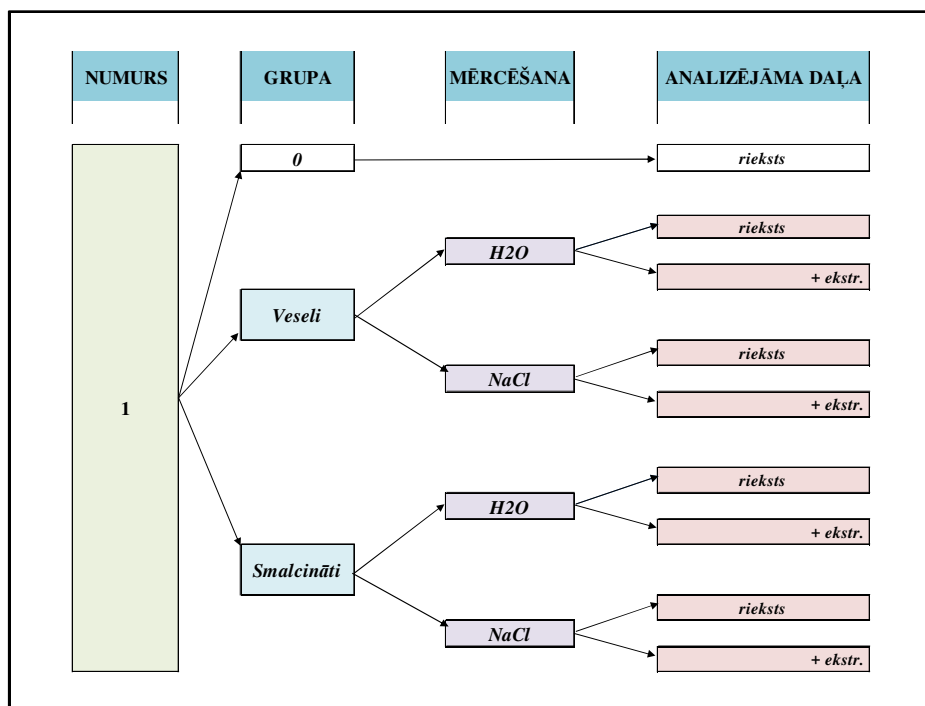 NUMURS GRUPA MĒRCĒŠANA ANALIZĒJĀMA DAĻA
0 rieksts
rieksts
H2O
+ ekstr.
Veseli
rieksts
NaCl
+ ekstr.
1
rieksts
H2O
+ ekstr.
Smalcināti
rieksts
NaCl
+ ekstr.